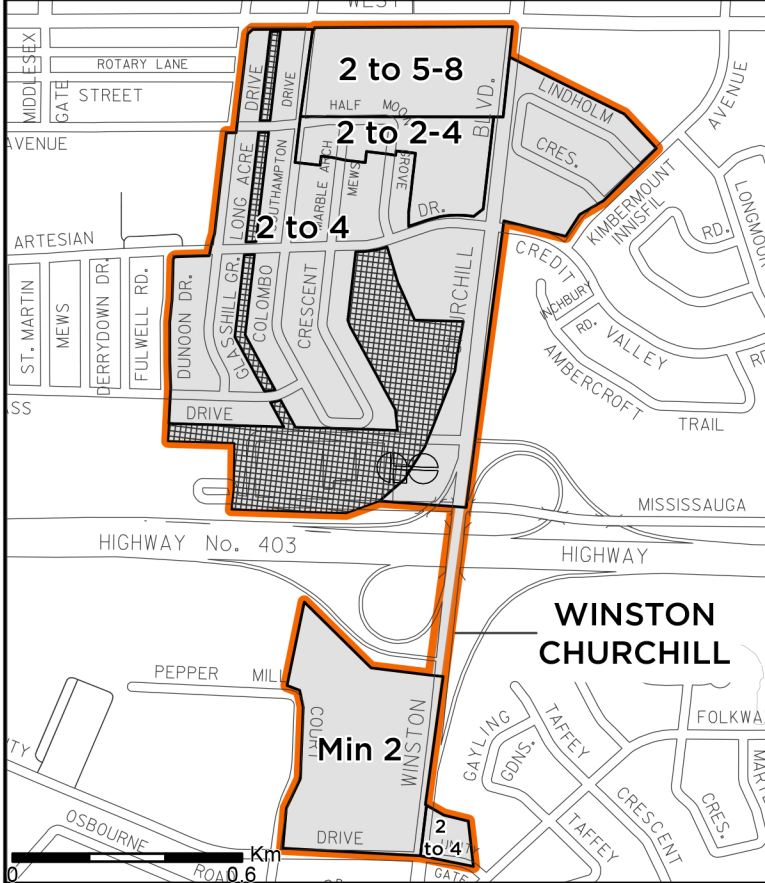 WEST
MIDDLESEX
GATE
ROTARY LANE
STREET
AVENUE
DRIVE
DRIVE
2 to 5-8
HALF MOON
2 to 2-4
BLVD.
LINDHOLM
CRES.
AVENUE
LONG ACRE
SOUTHAMPTON
MARBLE ARCH
MEWS
GROVE
DR.
2 to 4
KIMBERMOUNT
INNISFIL
RD.
ARTESIAN
ST. MARTIN
MEWS
DERRYDOWN DR.
FULWELL RD.
DUNOON DR.
GLASSHILL GR.
COLOMBO
CRESCENT
CHURCHILL
CREDIT
VALLEY
INCHBURY
RD.
AMBERCROFT
TRAIL
DRIVE
MISSISSAUGA
HIGHWAY No. 403
HIGHWAY
WINSTON
CHURCHILL
PEPPER MILL
COURT
Min 2
WINSTON
GAYLING
GDNS.
TAFFEY
CRESCENT
TAFFEY
CRES.
OSBOURNE
ROAD
DRIVE
2
to 4
GATE
0
0.6
Km